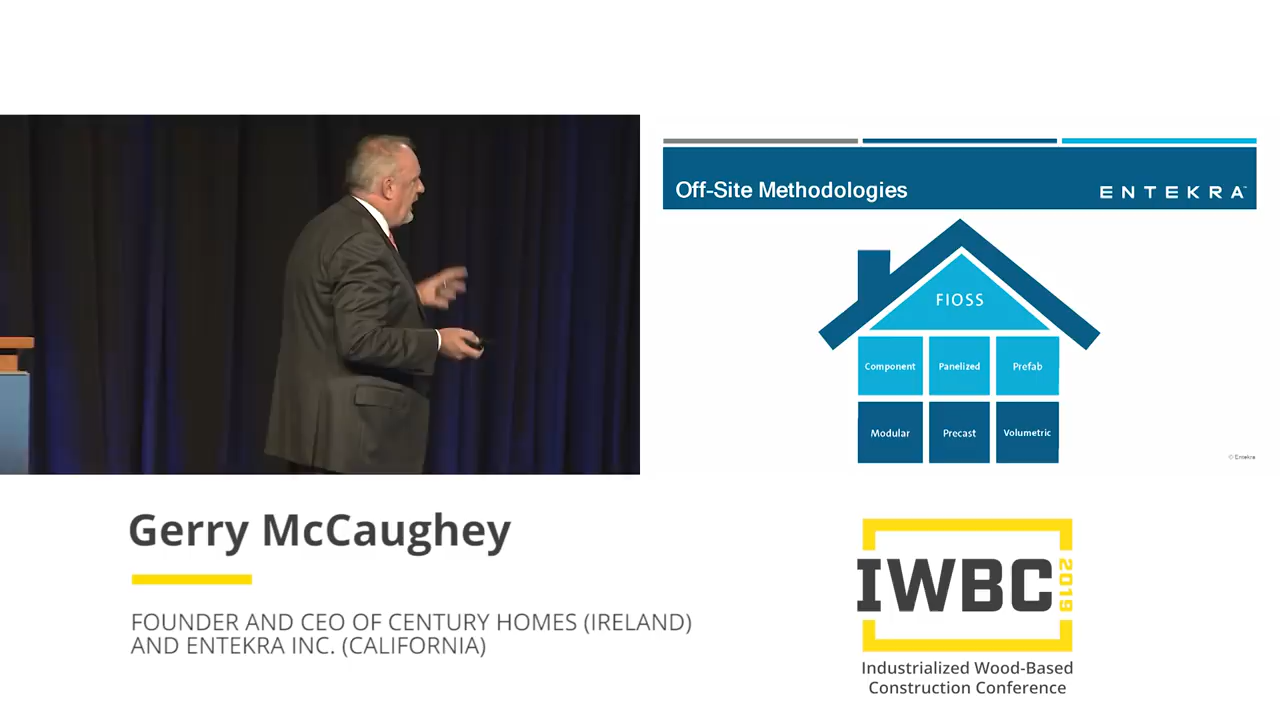 Off-Site Methodologies
ENTEKRA™
FIOSS
Component
Panelized
Prefab
Modular
Precast
Volumetric
© Entekra
Gerry McCaughey
FOUNDER AND CEO OF CENTURY HOMES (IRELAND)
AND ENTEKRA INC. (CALIFORNIA)
IWBC
2019
Industrialized Wood-Based
Construction Conference